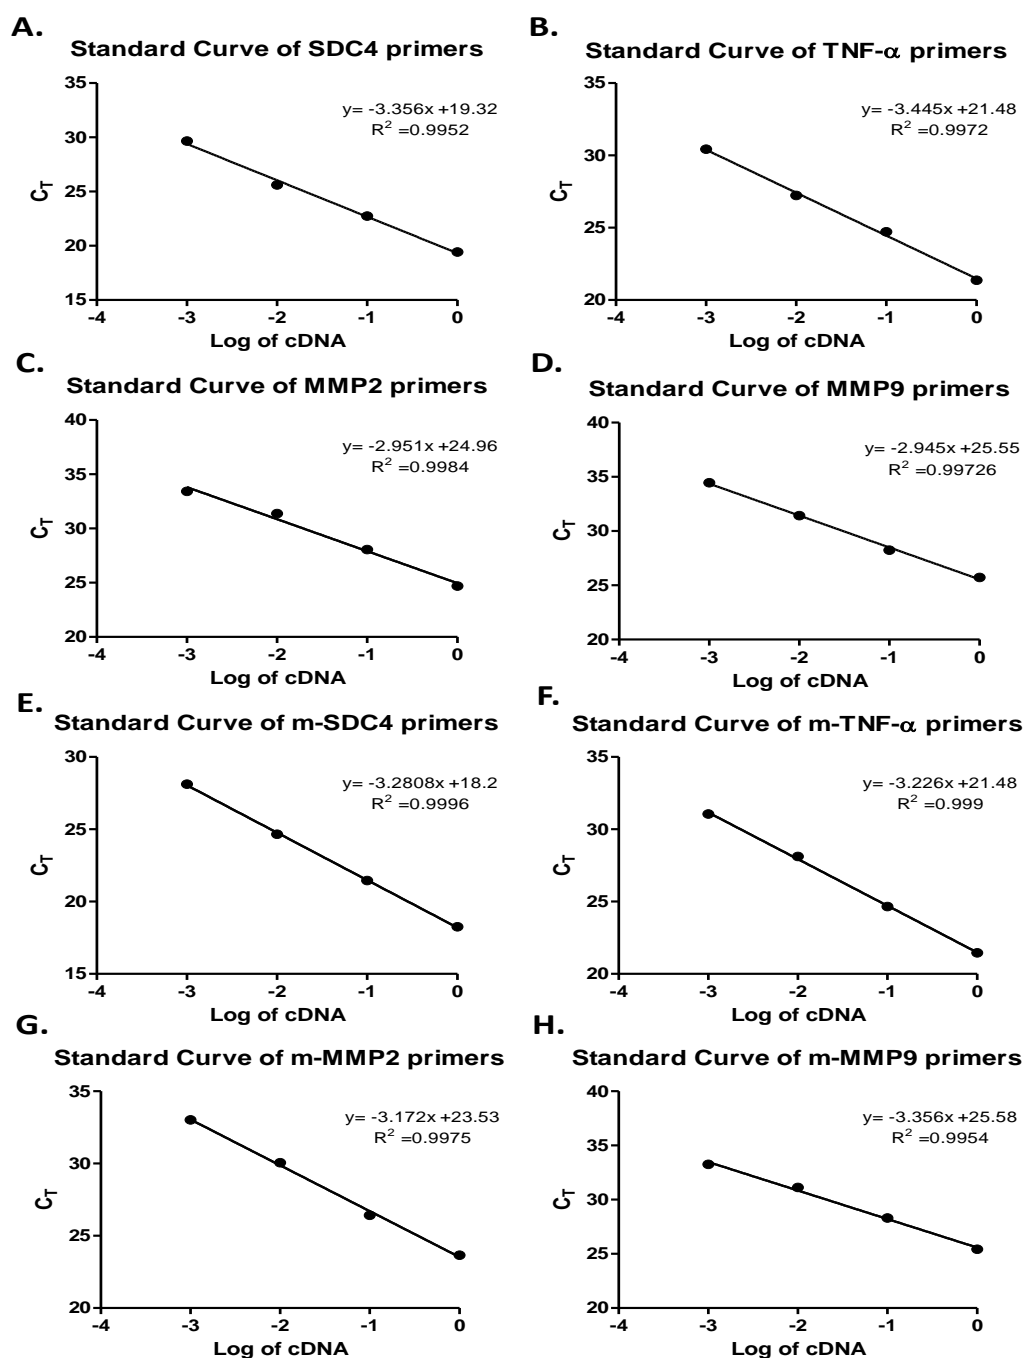 A.
Standard Curve of SDC4 primers
y= -3.356x +19.32
R² =0.9952
35
30
25
20
15
C_T
-4 -3 -2 -1 0
Log of cDNA
B.
Standard Curve of TNF-α primers
y= -3.445x +21.48
R² =0.9972
35
30
25
20
C_T
-4 -3 -2 -1 0
Log of cDNA
C.
Standard Curve of MMP2 primers
y= -2.951x +24.96
R² =0.9984
40
35
30
25
20
C_T
-4 -3 -2 -1 0
Log of cDNA
D.
Standard Curve of MMP9 primers
y= -2.945x +25.55
R² =0.99726
40
35
30
25
20
C_T
-4 -3 -2 -1 0
Log of cDNA
E.
Standard Curve of m-SDC4 primers
y= -3.2808x +18.2
R² =0.9996
30
25
20
15
C_T
-4 -3 -2 -1 0
Log of cDNA
F.
Standard Curve of m-TNF-α primers
y= -3.226x +21.48
R² =0.999
35
30
25
20
C_T
-4 -3 -2 -1 0
Log of cDNA
G.
Standard Curve of m-MMP2 primers
y= -3.172x +23.53
R² =0.9975
35
30
25
20
C_T
-4 -3 -2 -1 0
Log of cDNA
H.
Standard Curve of m-MMP9 primers
y= -3.356x +25.58
R² =0.9954
40
35
30
25
20
C_T
-4 -3 -2 -1 0
Log of cDNA